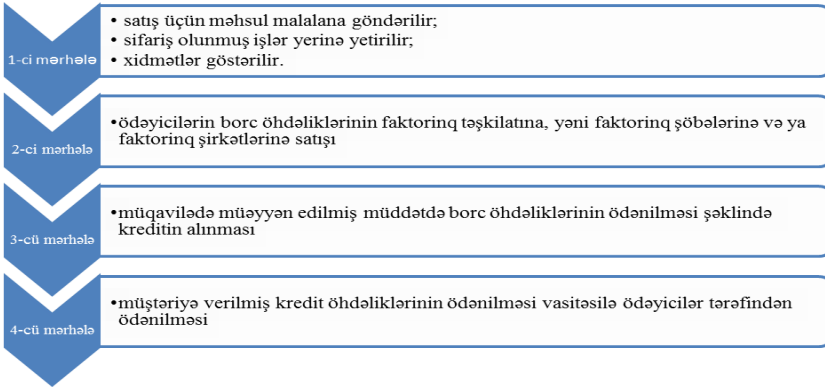 1-ci mərhələ
• satış üçün məhsul malalana göndərilir;
• sifariş olunmuş işlər yerinə yetirilir;
• xidmətlər göstərilir.
2-ci mərhələ
•ödəyicilərin borc öhdəliklərinin faktorinq təşkilatına, yəni faktorinq şöbələrinə və ya
faktorinq şirkətlərinə satışı
3-cü mərhələ
•müqavilədə müəyyən edilmiş müddətdə borc öhdəliklərinin ödənilməsi şəklində
kreditin alınması
4-cü mərhələ
•müştəriyə verilmiş kredit öhdəliklərinin ödənilməsi vasitəsilə ödəyicilər tərəfindən
ödənilməsi